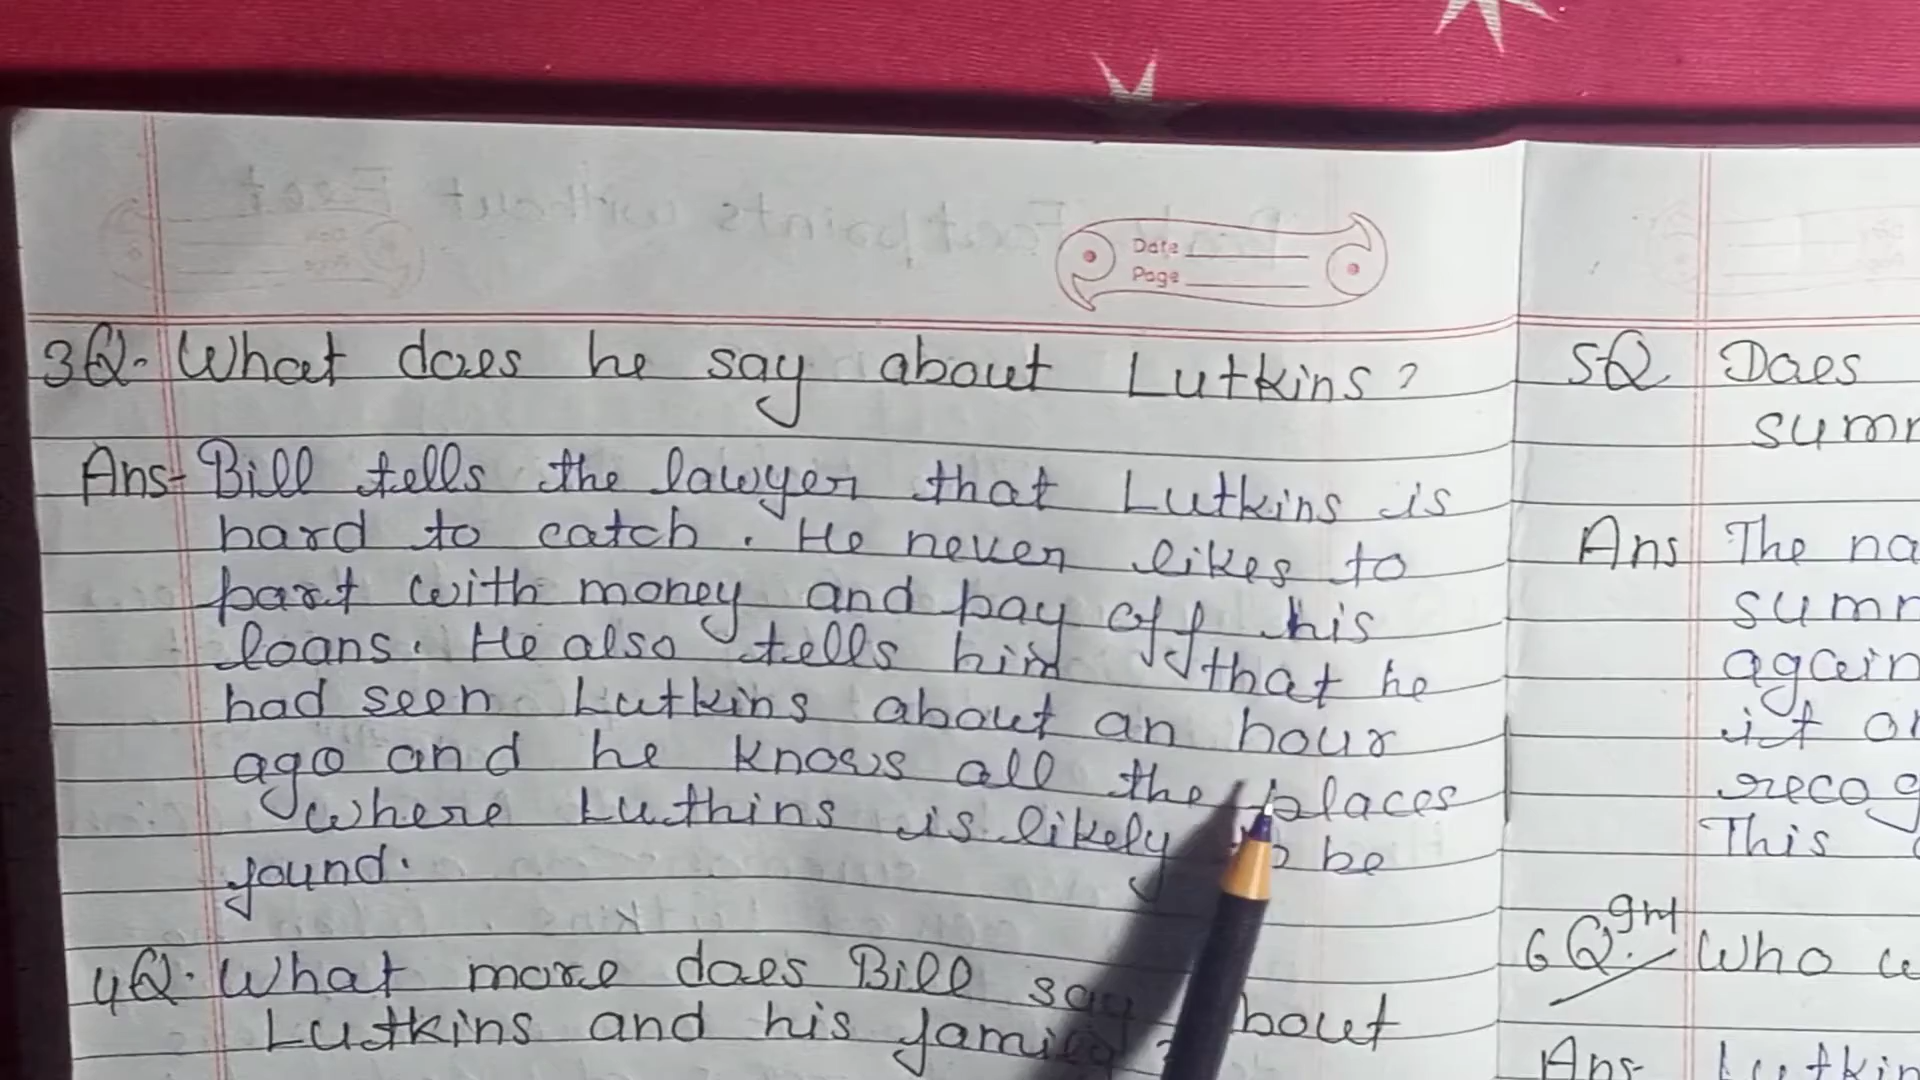 Date
Page
3Q. What does he say about Lutkins?
Ans- Bill tells the lawyer that Lutkins is
hard to catch. He never likes to
part with money and pay off his
loans. He also tells him that he
had seen Lutkins about an hour
ago and he knows all the places
where Luthins is likely to be
found.
4Q. What more does Bill say about
Lutkins and his family?
5Q Does
summ
Ans The na
summ
again
it or
recog
This
6Q. Who w
Ans- Lutkin